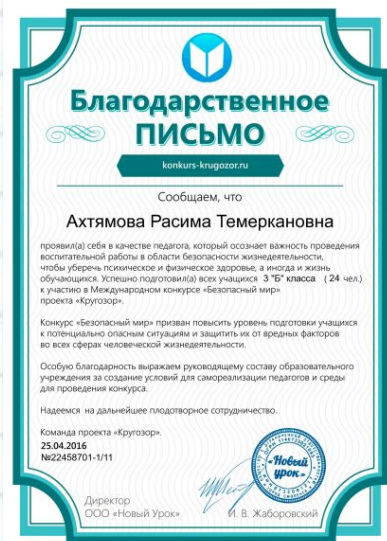 Благодарственное
ПИСЬМО
konkurs-krugozor.ru
Сообщаем, что
Ахтямова Расима Темеркановна
проявил(а) себя в качестве педагога, который осознает важность проведения
воспитательной работы в области безопасности жизнедеятельности,
чтобы уберечь психическое и физическое здоровье, а иногда и жизнь
обучающихся. Успешно подготовил(а) всех учащихся 3 "Б" класса ( 24 чел.)
к участию в Международном конкурсе «Безопасный мир»
проекта «Кругозор».
Конкурс «Безопасный мир» призван повысить уровень подготовки учащихся
к потенциально опасным ситуациям и защитить их от вредных факторов
во всех сферах человеческой жизнедеятельности.
Особую благодарность выражаем руководящему составу образовательного
учреждения за создание условий для самореализации педагогов и среды
для проведения конкурса.
Надеемся на дальнейшее плодотворное сотрудничество.
Команда проекта «Кругозор».
25.04.2016
№22458701-1/11
«Новый
урок»
Директор
ООО «Новый Урок»
И. В. Жаборовский